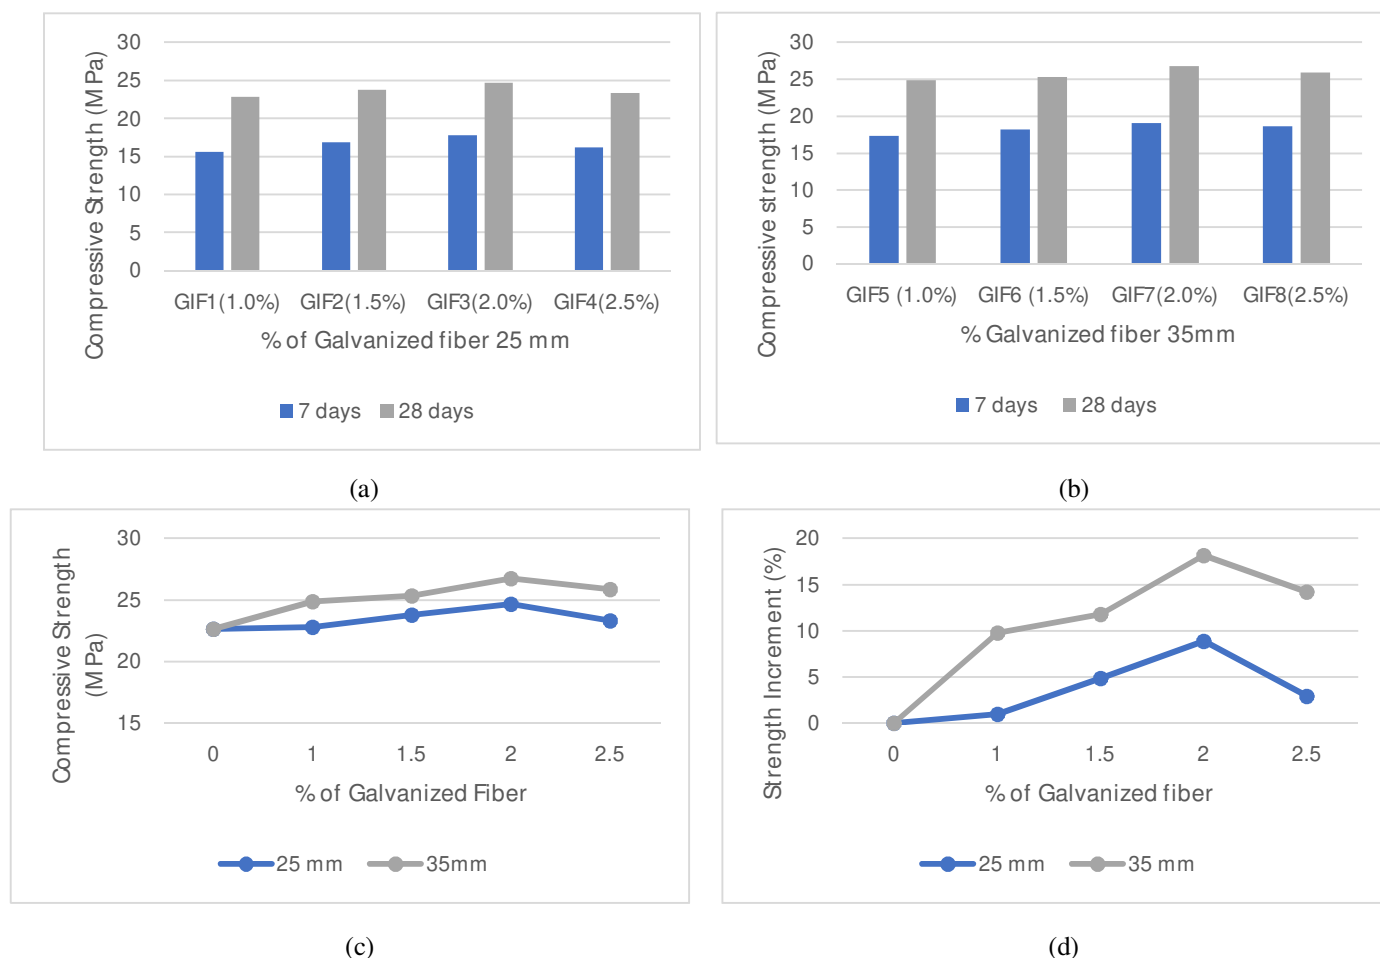 30
25
20
15
10
5
0
Compressive Strength (MPa)
GIF1(1.0%) GIF2(1.5%) GIF3(2.0%) GIF4(2.5%)
% of Galvanized fiber 25 mm
7 days 28 days
(a)
30
25
20
15
10
5
0
Compressive strength (MPa)
GIF5 (1.0%) GIF6 (1.5%) GIF7(2.0%) GIF8(2.5%)
% Galvanized fiber 35mm
7 days 28 days
(b)
30
25
20
15
Compressive Strength
(MPa)
0 1 1.5 2 2.5
% of Galvanized Fiber
25 mm 35mm
(c)
20
15
10
5
0
Strength Increment (%)
0 1 1.5 2 2.5
% of Galvanized fiber
25 mm 35 mm
(d)